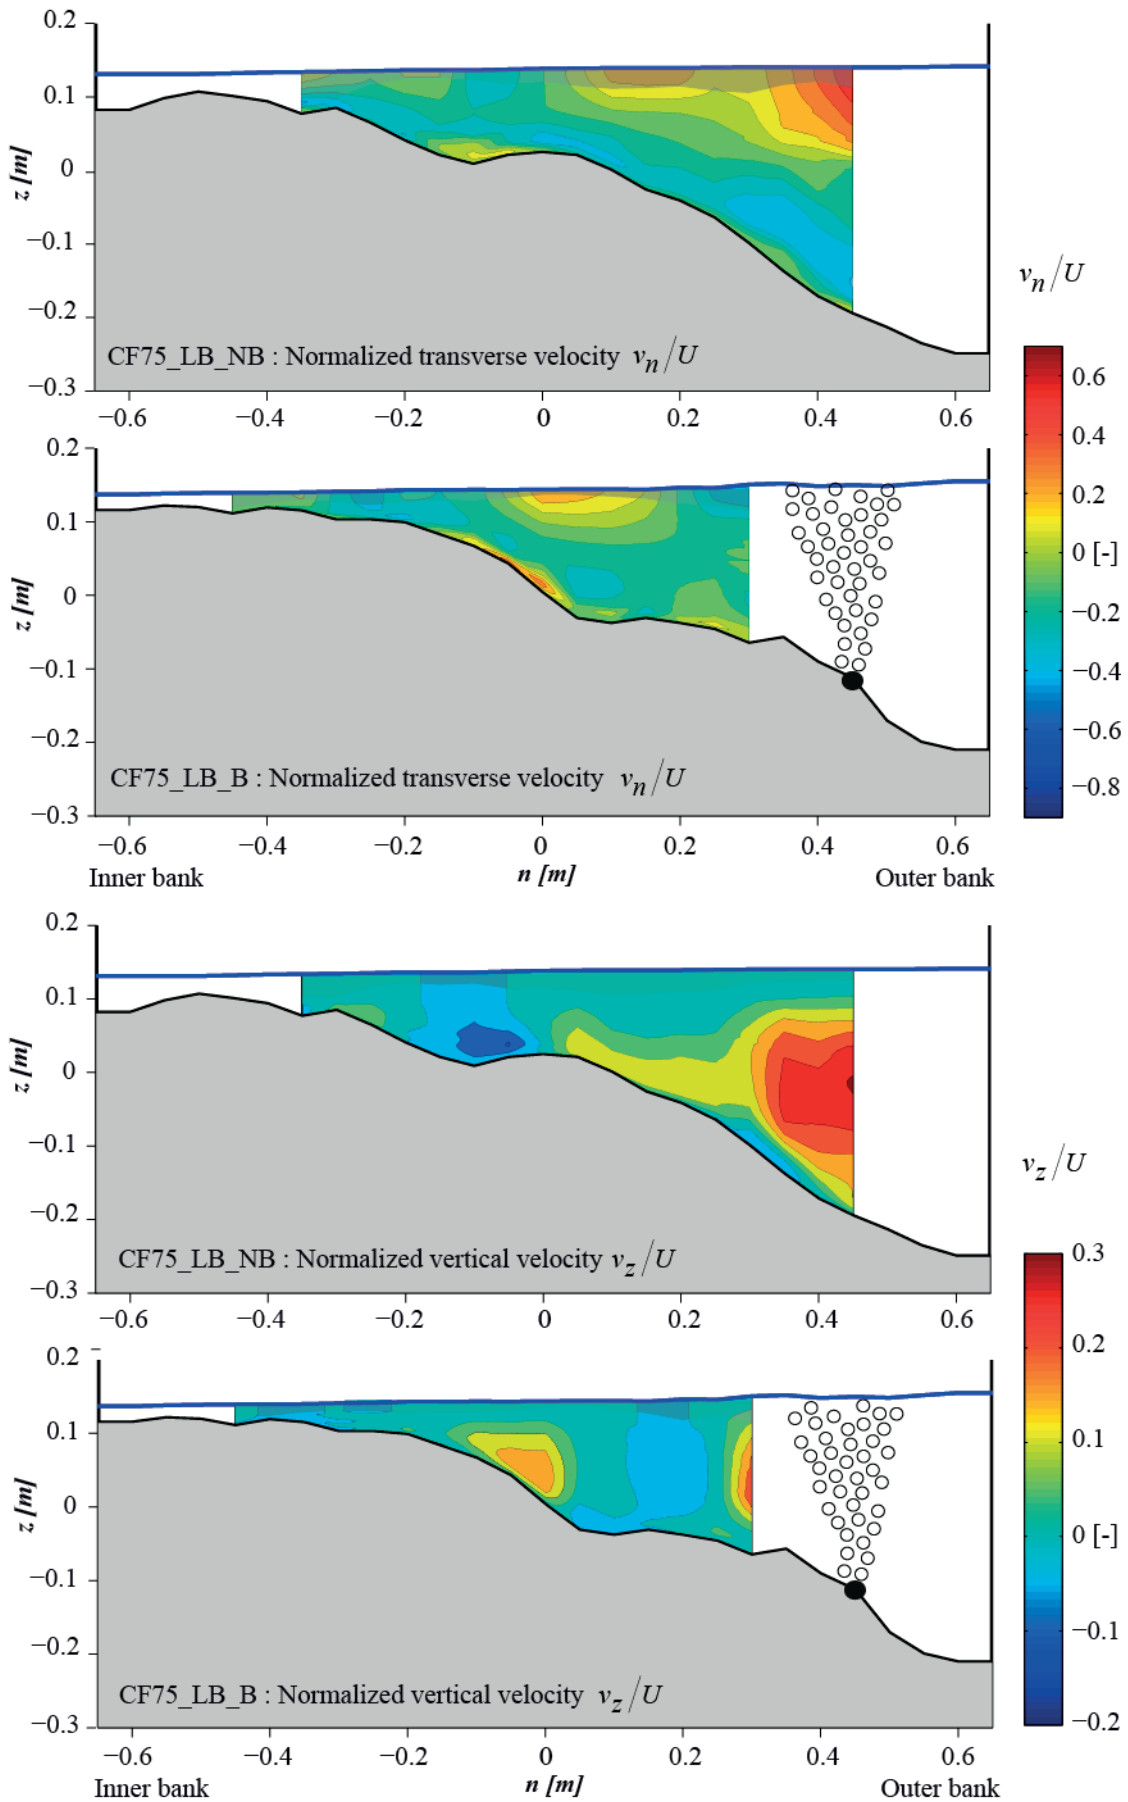 0.2
0.1
0
−0.1
−0.2
−0.3
z [m]
CF75_LB_NB : Normalized transverse velocity v_n/U
−0.6 −0.4 −0.2 0 0.2 0.4 0.6
0.2
0.1
0
−0.1
−0.2
−0.3
z [m]
CF75_LB_B : Normalized transverse velocity v_n/U
−0.6 −0.4 −0.2 0 0.2 0.4 0.6
Inner bank n [m] Outer bank
v_n/U
0.6
0.4
0.2
0 [-]
−0.2
−0.4
−0.6
−0.8
0.2
0.1
0
−0.1
−0.2
−0.3
z [m]
CF75_LB_NB : Normalized vertical velocity v_z/U
−0.6 −0.4 −0.2 0 0.2 0.4 0.6
0.2
0.1
0
−0.1
−0.2
−0.3
z [m]
CF75_LB_B : Normalized vertical velocity v_z/U
−0.6 −0.4 −0.2 0 0.2 0.4 0.6
Inner bank n [m] Outer bank
v_z/U
0.3
0.2
0.1
0 [-]
−0.1
−0.2